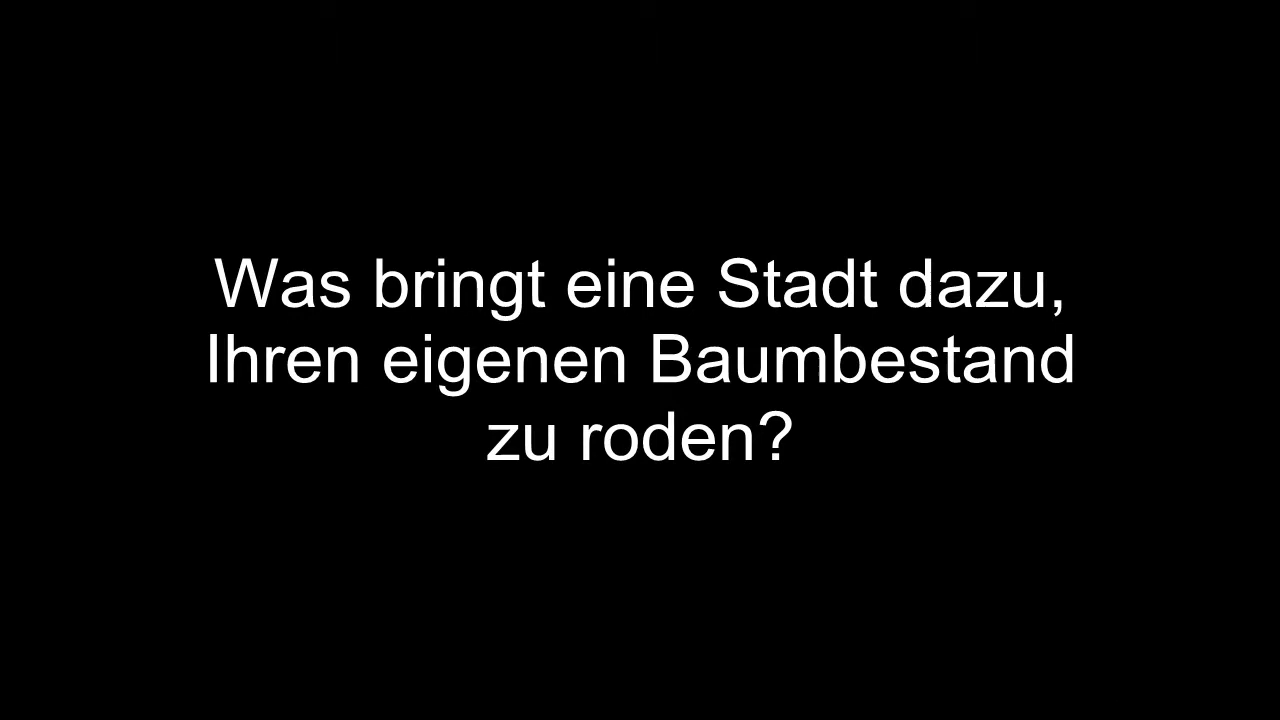 Was bringt eine Stadt dazu,
Ihren eigenen Baumbestand
zu roden?